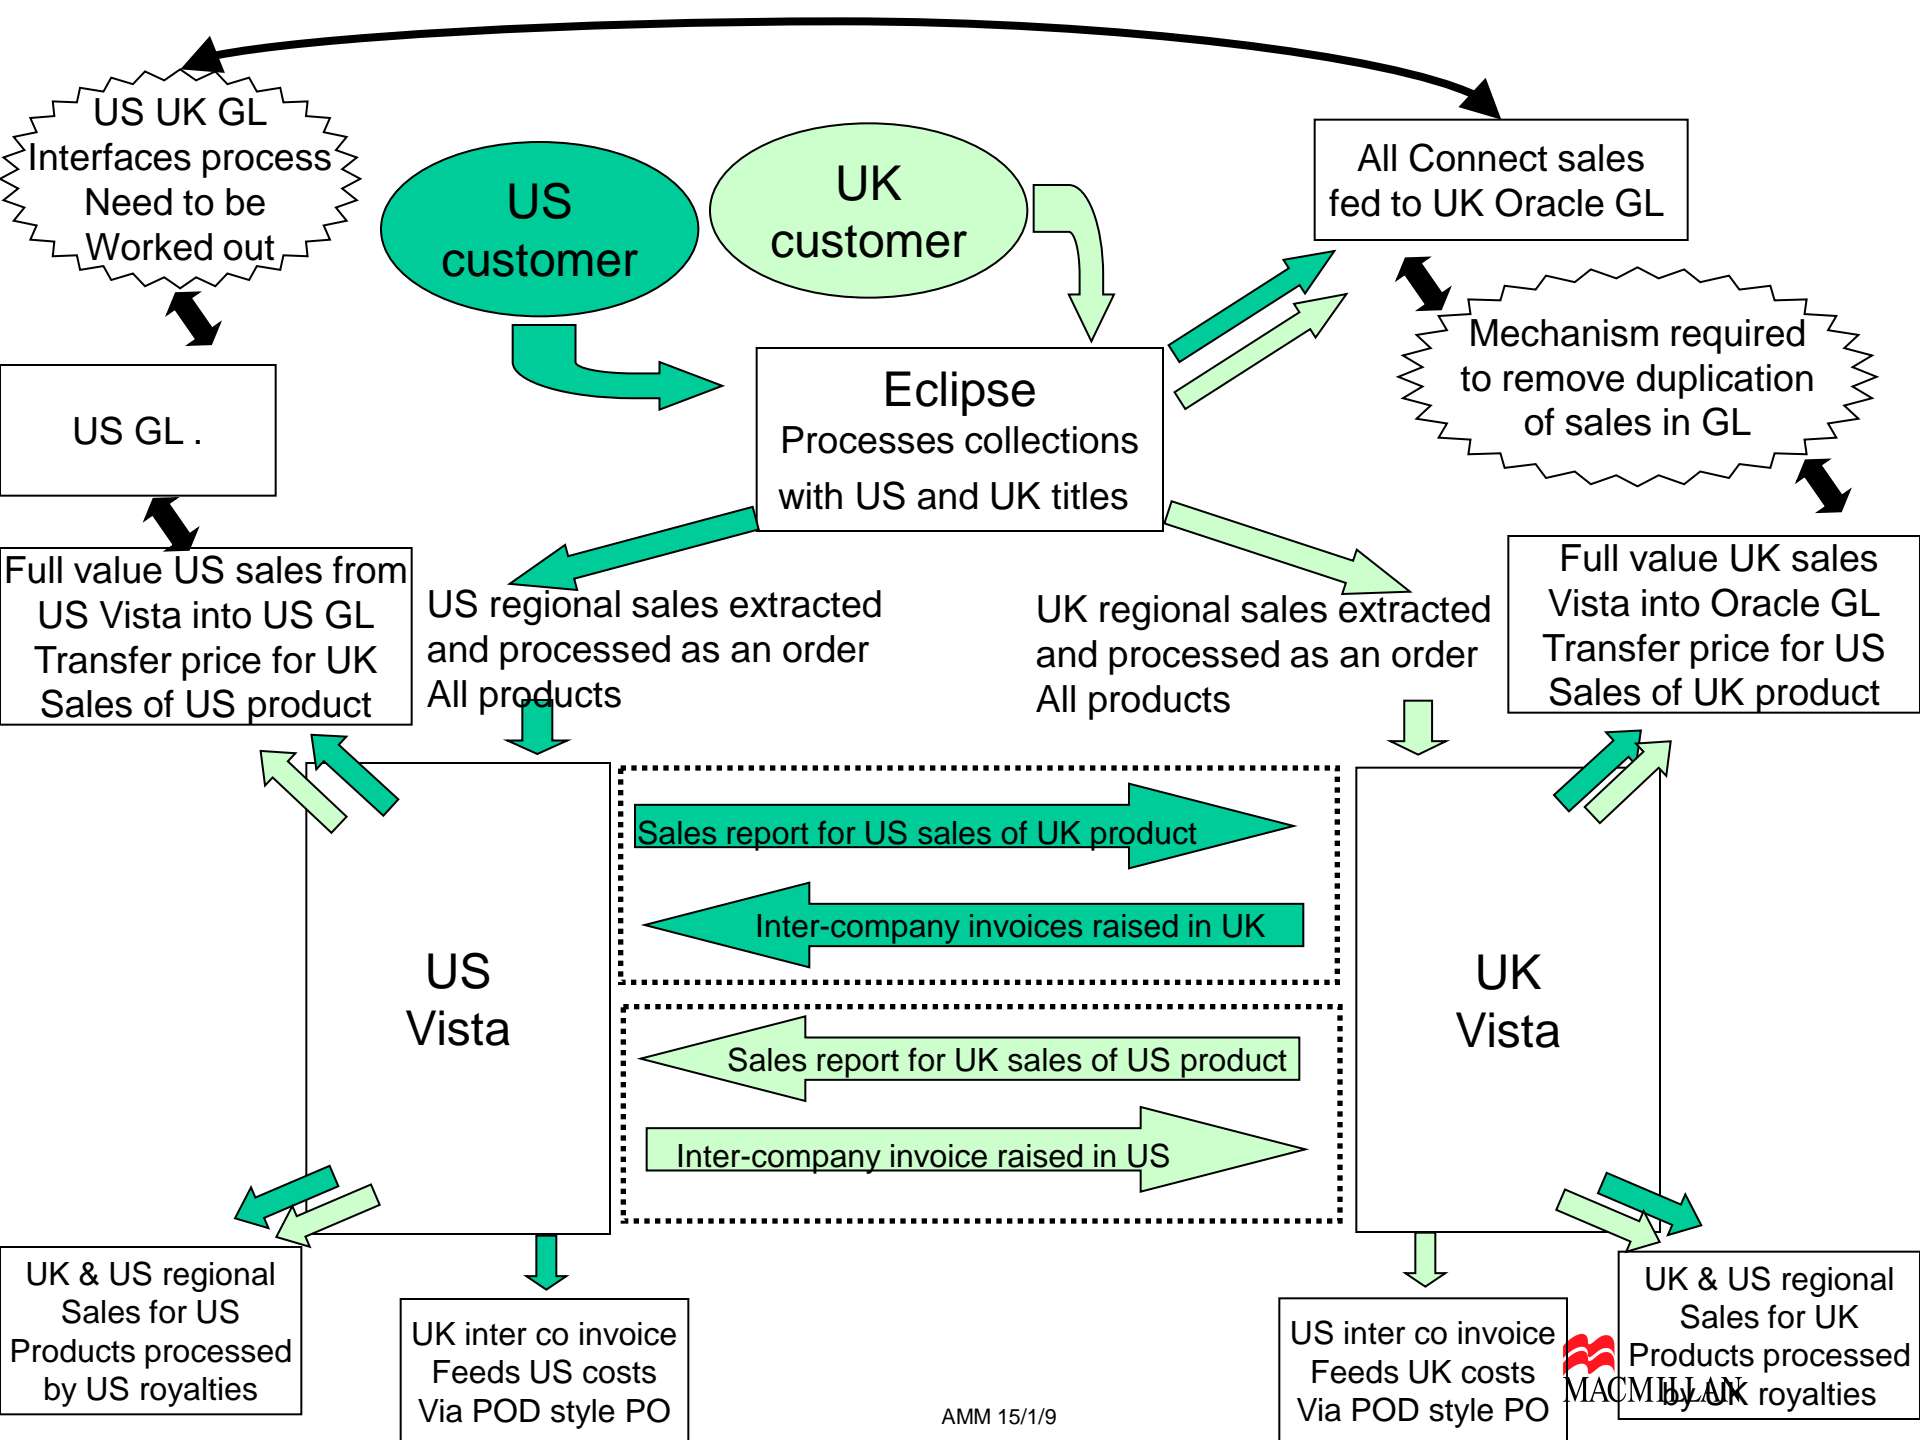 US UK GL
Interfaces process
Need to be
Worked out
US
customer
UK
customer
All Connect sales
fed to UK Oracle GL
Mechanism required
to remove duplication
of sales in GL
US GL .
Eclipse
Processes collections
with US and UK titles
Full value US sales from
US Vista into US GL
Transfer price for UK
Sales of US product
US regional sales extracted
and processed as an order
All products
UK regional sales extracted
and processed as an order
All products
Full value UK sales
Vista into Oracle GL
Transfer price for US
Sales of UK product
US
Vista
Sales report for US sales of UK product
Inter-company invoices raised in UK
Sales report for UK sales of US product
Inter-company invoice raised in US
UK
Vista
UK & US regional
Sales for US
Products processed
by US royalties
UK inter co invoice
Feeds US costs
Via POD style PO
AMM 15/1/9
US inter co invoice
Feeds UK costs
Via POD style PO
UK & US regional
Sales for UK
Products processed
by UK royalties
MACMILLAN